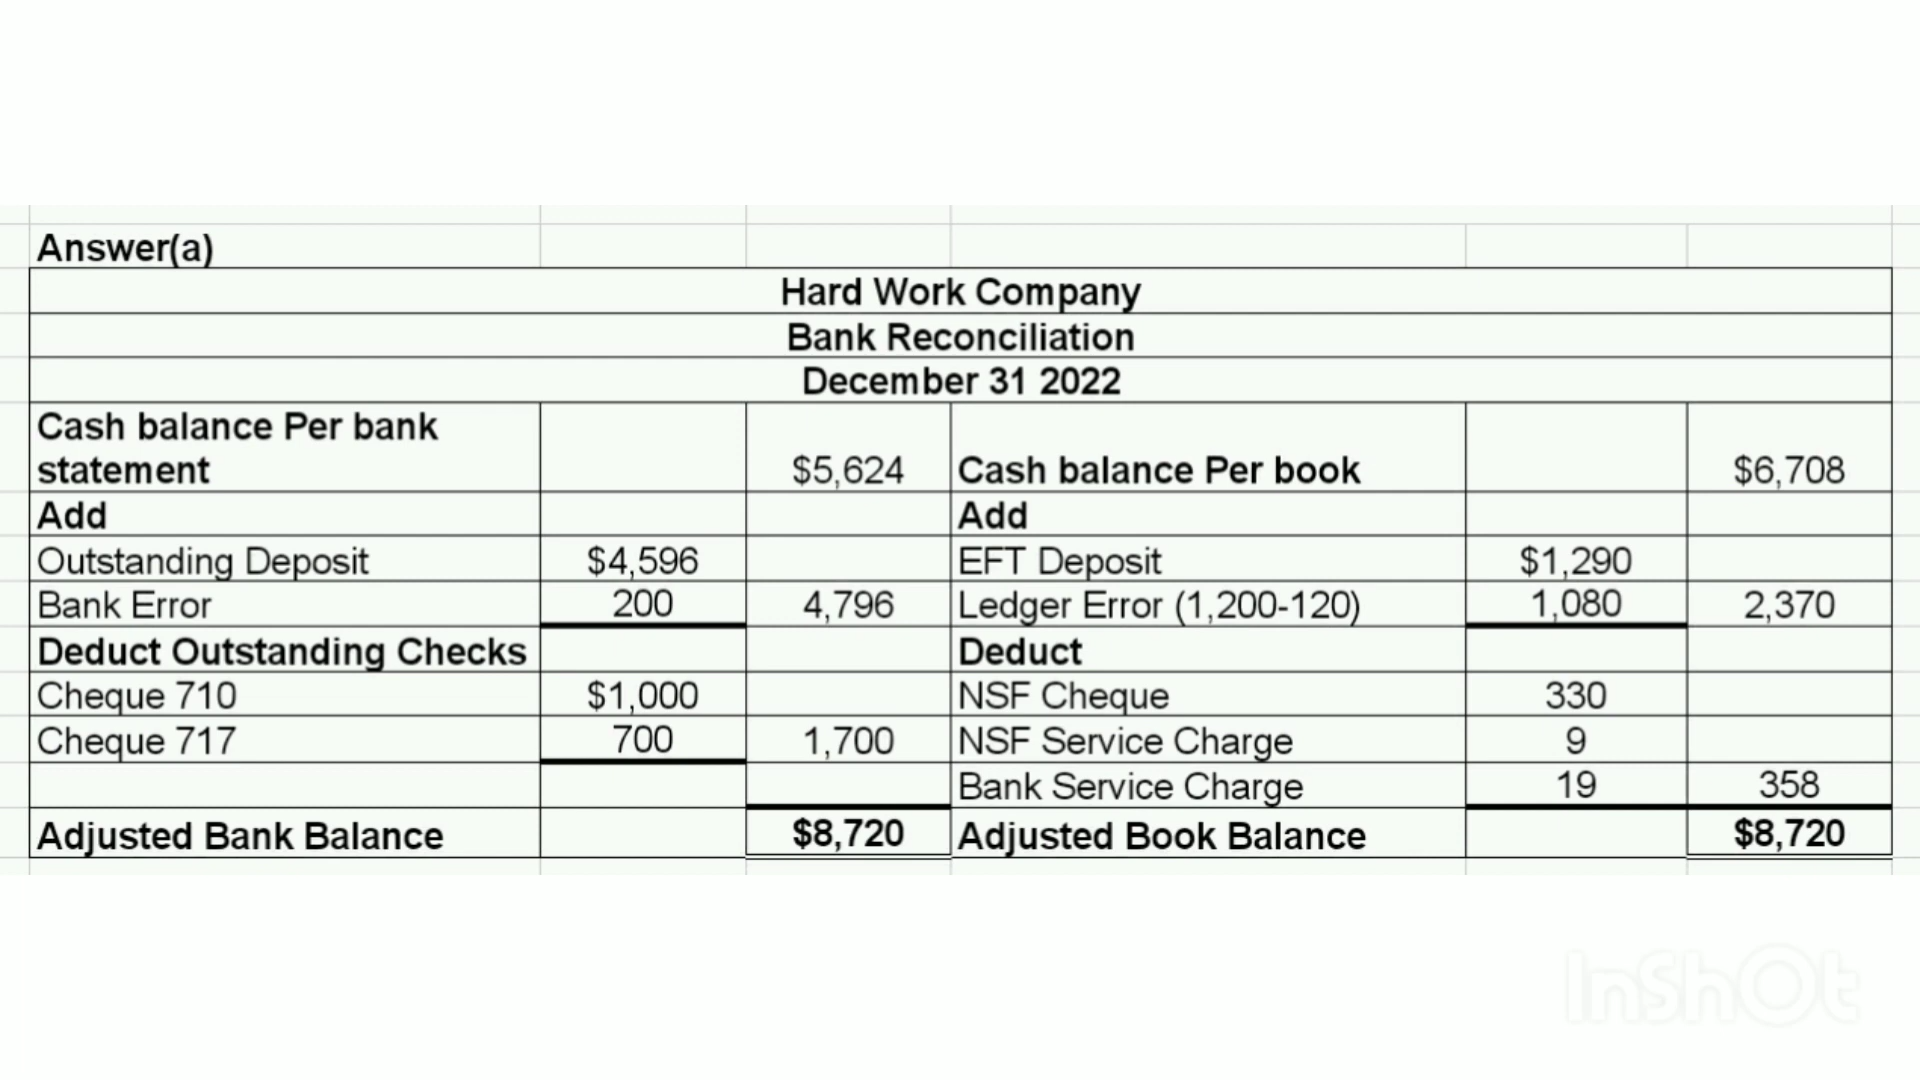 Answer(a)
Hard Work Company
Bank Reconciliation
December 31 2022
Cash balance Per bank
statement $5,624 Cash balance Per book $6,708
Add Add
Outstanding Deposit $4,596 EFT Deposit $1,290
Bank Error 200 4,796 Ledger Error (1,200-120) 1,080 2,370
Deduct Outstanding Checks Deduct
Cheque 710 $1,000 NSF Cheque 330
Cheque 717 700 1,700 NSF Service Charge 9
Bank Service Charge 19 358
Adjusted Bank Balance $8,720 Adjusted Book Balance $8,720
InShOt